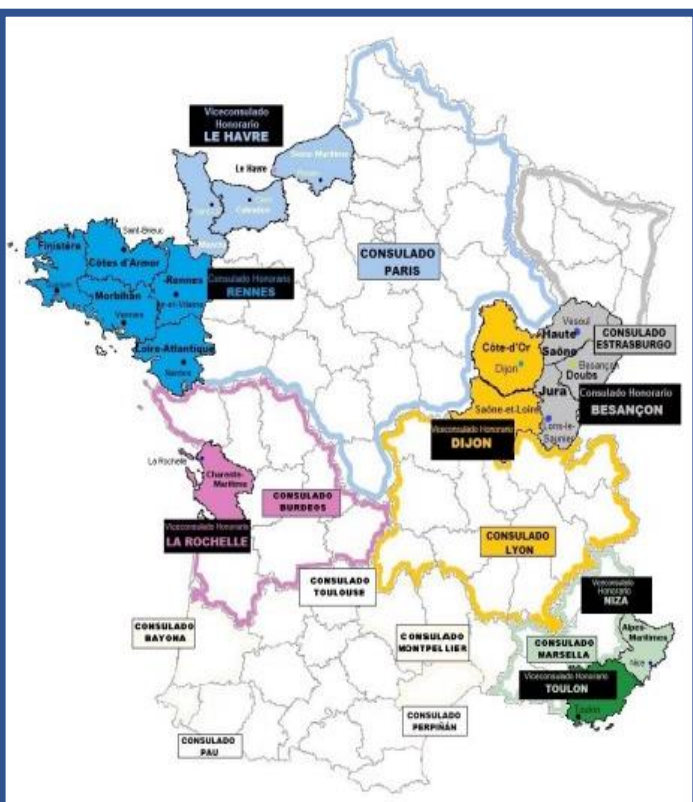 Viceconsulado
Honorario
LE HAVRE
Le Havre
Seine Maritime
Calvados
Manche
CONSULADO
PARIS
Saint-Brieuc
Finistère
Côtes d'Armor
Rennes
Morbihan
Ille-et-Vilaine
Vannes
Consulado Honorario
RENNES
Loire-Atlantique
Nantes
Côte-d'Or
Dijon
Vesoul
Haute
Saône
CONSULADO
ESTRASBURGO
Besançon
Doubs
Jura
Consulado Honorario
BESANÇON
Saône-et-Loire
Lons-le-
Saunier
Viceconsulado Honorario
DIJON
La Rochelle
Charente-
Maritime
CONSULADO
BURDEOS
Viceconsulado Honorario
LA ROCHELLE
CONSULADO
LYON
CONSULADO
TOULOUSE
Viceconsulado
Honorario
NIZA
CONSULADO
BAYONA
CONSULADO
MONTPELLIER
CONSULADO
MARSELLA
Alpes-
Maritimes
Nice
Viceconsulado Honorario
TOULON
Toulon
CONSULADO
PERPIÑÁN
CONSULADO
PAU